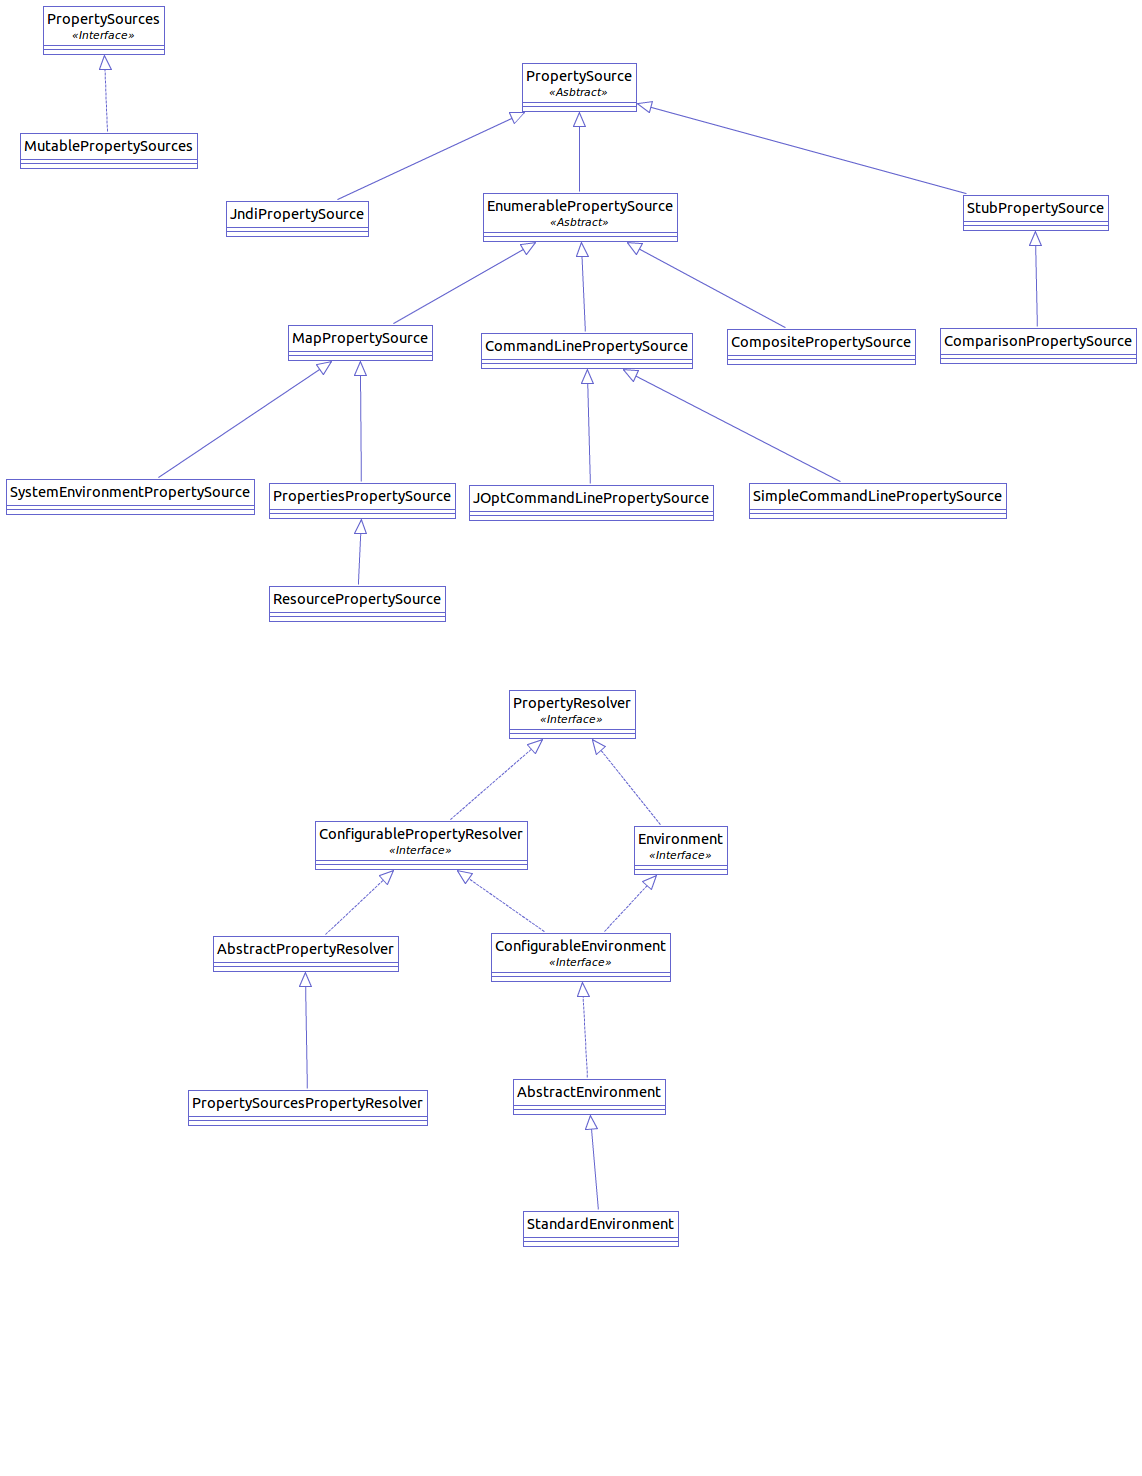 PropertySources
«Interface»
MutablePropertySources
PropertySource
«Asbtract»
JndiPropertySource
EnumerablePropertySource
«Asbtract»
StubPropertySource
MapPropertySource
CommandLinePropertySource
CompositePropertySource
ComparisonPropertySource
SystemEnvironmentPropertySource
PropertiesPropertySource
JOptCommandLinePropertySource
SimpleCommandLinePropertySource
ResourcePropertySource
PropertyResolver
«Interface»
ConfigurablePropertyResolver
«Interface»
Environment
«Interface»
AbstractPropertyResolver
ConfigurableEnvironment
«Interface»
PropertySourcesPropertyResolver
AbstractEnvironment
StandardEnvironment